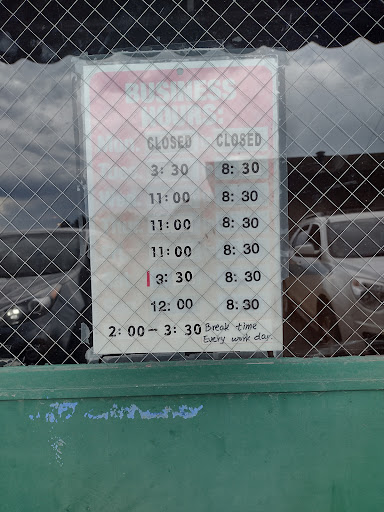 BUSINESS
HOURS
CLOSED CLOSED
3:30 8:30
11:00 8:30
11:00 8:30
11:00 8:30
3:30 8:30
12:00 8:30
2:00-3:30 Break time
Every work day.